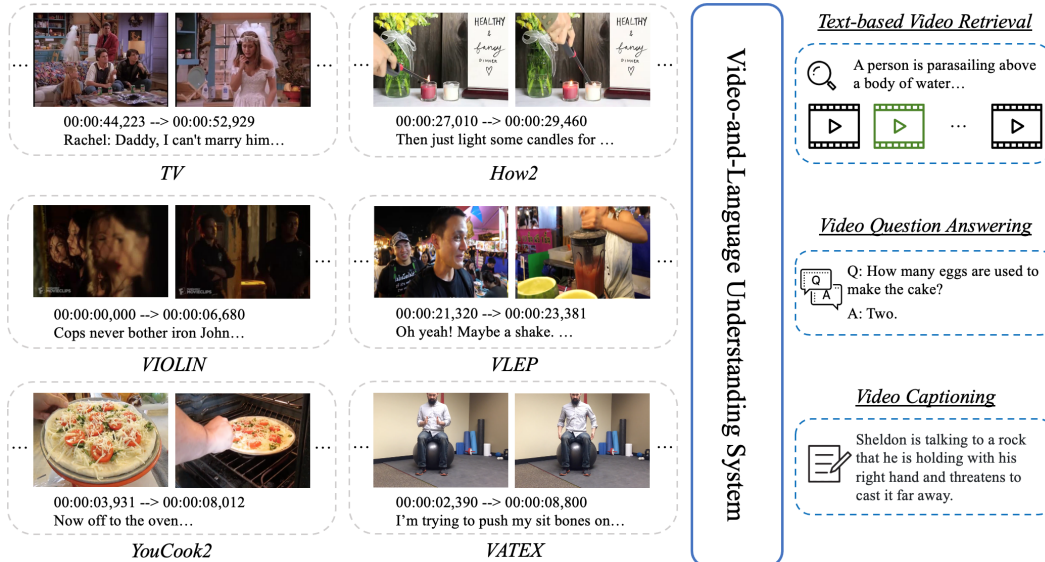 00:00:44,223 --> 00:00:52,929
Rachel: Daddy, I can't marry him…
TV
HEALTHY
&
fancy
DINNER
00:00:27,010 --> 00:00:29,460
Then just light some candles for …
How2
MOVIECLIPS
MOVIECLIPS
00:00:00,000 --> 00:00:06,680
Cops never bother iron John…
VIOLIN
00:00:21,320 --> 00:00:23,381
Oh yeah! Maybe a shake. …
VLEP
00:00:03,931 --> 00:00:08,012
Now off to the oven…
YouCook2
00:00:02,390 --> 00:00:08,800
I'm trying to push my sit bones on…
VATEX
Video-and-Language Understanding System
Text-based Video Retrieval
A person is parasailing above
a body of water…
Video Question Answering
Q
A
Q: How many eggs are used to
make the cake?
A: Two.
Video Captioning
Sheldon is talking to a rock
that he is holding with his
right hand and threatens to
cast it far away.